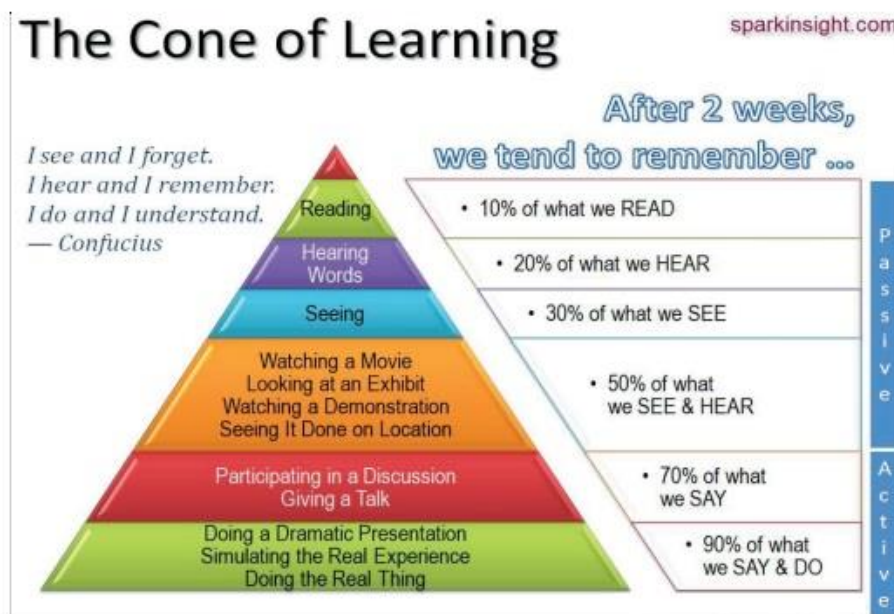 The Cone of Learning
sparkinsight.com
After 2 weeks,
we tend to remember ...
I see and I forget.
I hear and I remember.
I do and I understand.
— Confucius
Reading
• 10% of what we READ
Hearing
Words
• 20% of what we HEAR
Seeing
• 30% of what we SEE
Watching a Movie
Looking at an Exhibit
Watching a Demonstration
Seeing It Done on Location
• 50% of what
we SEE & HEAR
Participating in a Discussion
Giving a Talk
• 70% of what
we SAY
Doing a Dramatic Presentation
Simulating the Real Experience
Doing the Real Thing
• 90% of what
we SAY & DO
Passive
Active